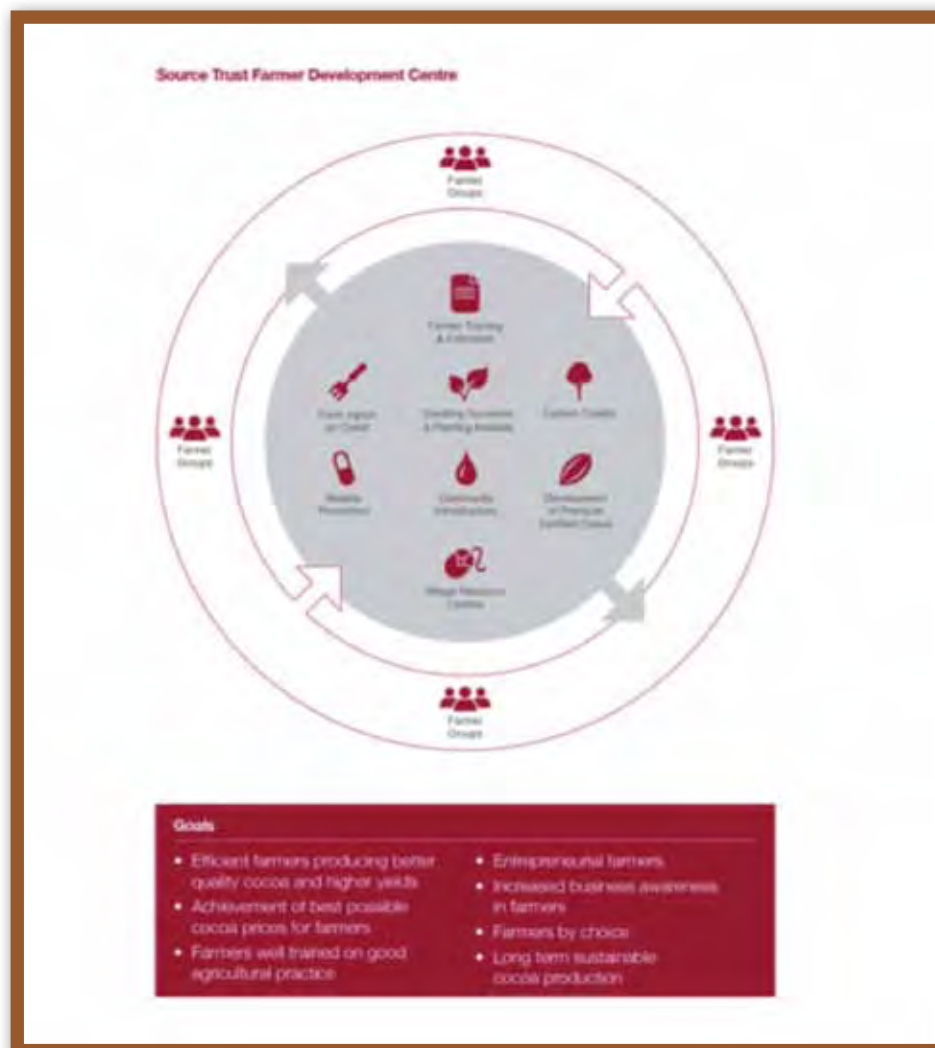 Source Trust Farmer Development Centre
Farmer
Groups
Farmer Training
& Extension
Farm Inputs
on Credit
Seedling Nurseries
& Planting Material
Carbon Credits
Farmer
Groups
Farmer
Groups
Malaria
Prevention
Community
Infrastructure
Development
of Premium
Certified Cocoa
Village Resource
Centres
Farmer
Groups
Goals
• Efficient farmers producing better
quality cocoa and higher yields
• Achievement of best possible
cocoa prices for farmers
• Farmers well trained on good
agricultural practice
• Entrepreneurial farmers
• Increased business awareness
in farmers
• Farmers by choice
• Long term sustainable
cocoa production